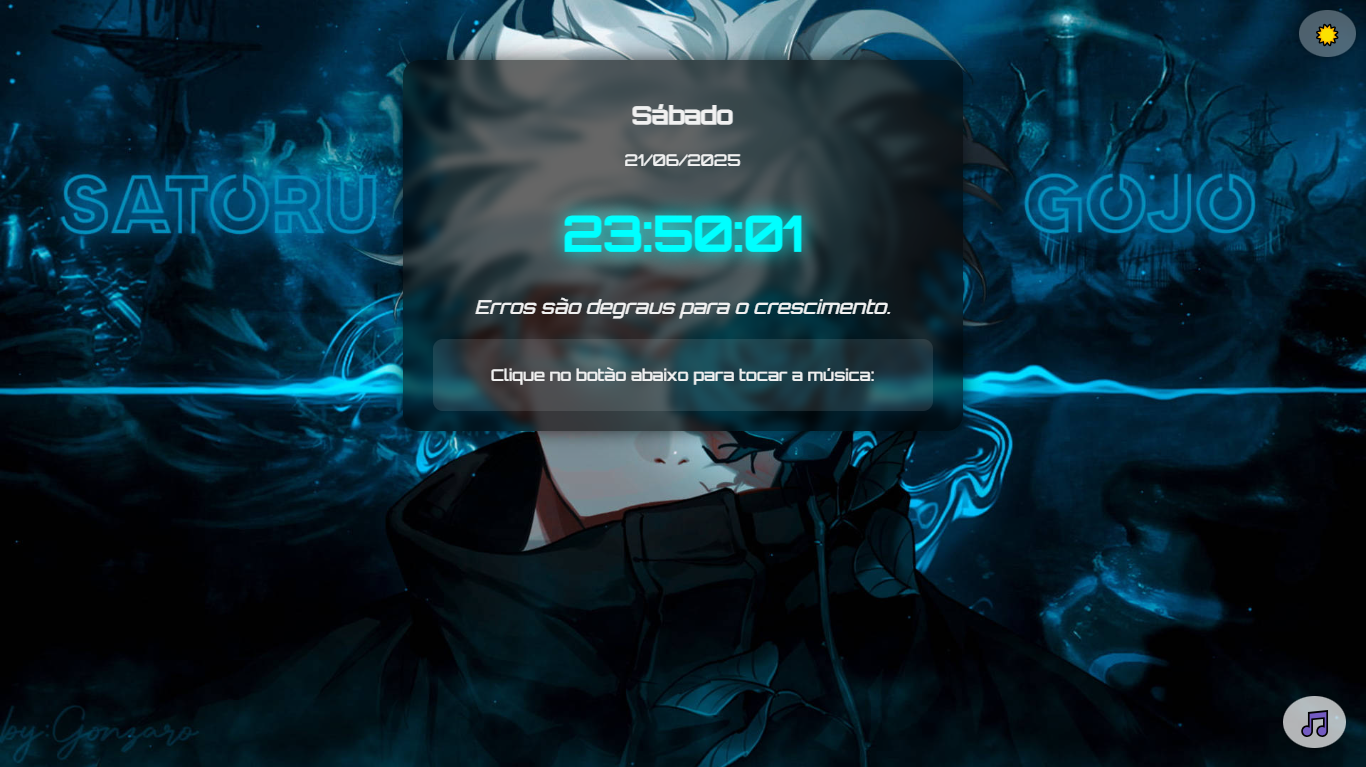 Sábado
21/06/2025
SATORU
GOJO
23:50:01
Erros são degraus para o crescimento.
Clique no botão abaixo para tocar a música:
by:Gonzaro